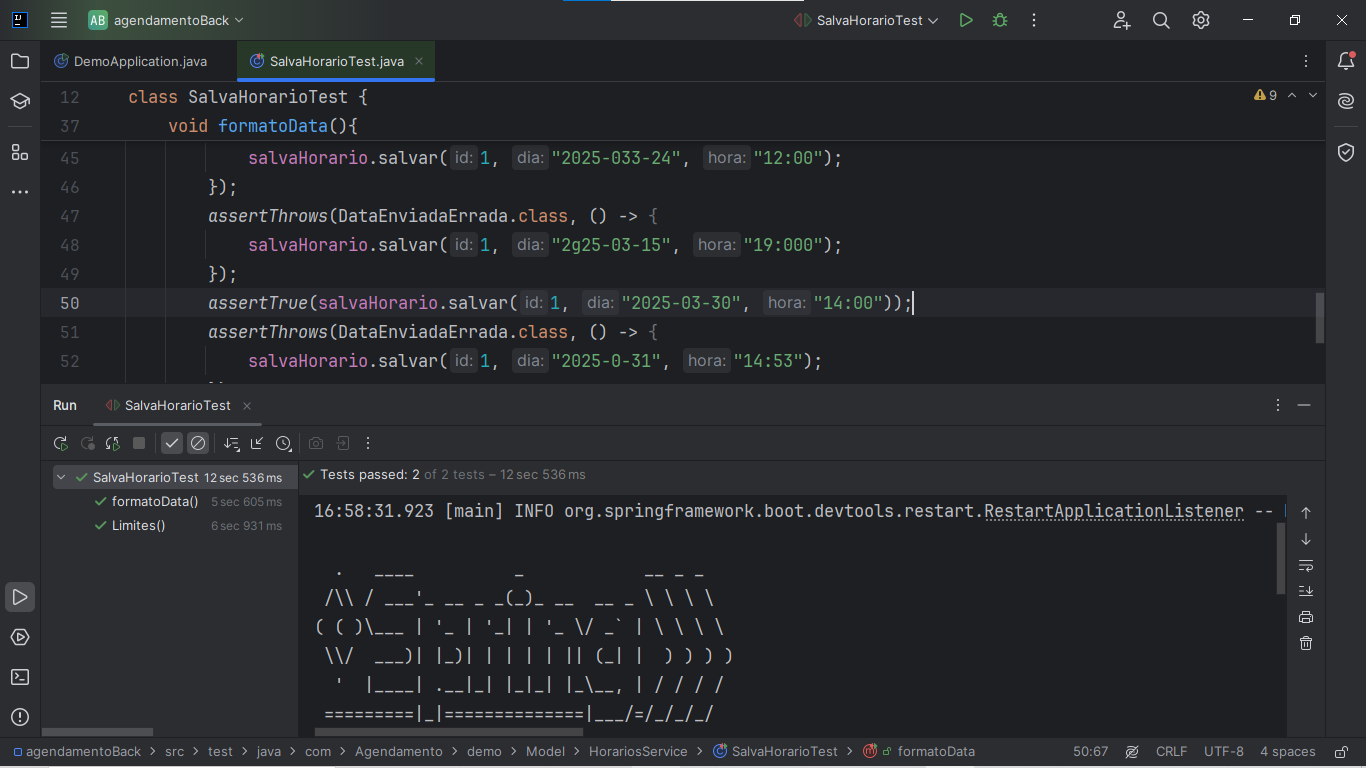 AB agendamentoBack SalvaHorarioTest
DemoApplication.java SalvaHorarioTest.java
12 class SalvaHorarioTest { 9
37 void formatoData(){
45 salvaHorario.salvar( id: 1, dia: "2025-033-24", hora: "12:00");
46 });
47 assertThrows(DataEnviadaErrada.class, () -> {
48 salvaHorario.salvar( id: 1, dia: "2g25-03-15", hora: "19:000");
49 });
50 assertTrue(salvaHorario.salvar( id: 1, dia: "2025-03-30", hora: "14:00"));
51 assertThrows(DataEnviadaErrada.class, () -> {
52 salvaHorario.salvar( id: 1, dia: "2025-0-31", hora: "14:53");
Run SalvaHorarioTest
SalvaHorarioTest 12 sec 536 ms
formatoData() 5 sec 605 ms
Limites() 6 sec 931 ms
Tests passed: 2 of 2 tests – 12 sec 536 ms
16:58:31.923 [main] INFO org.springframework.boot.devtools.restart.RestartApplicationListener --
  .   ____          _            __ _ _
 /\\ / ___'_ __ _ _(_)_ __  __ _ \ \ \ \
( ( )\___ | '_ | '_| | '_ \/ _` | \ \ \ \
 \\/  ___)| |_)| | | | | || (_| |  ) ) ) )
  '  |____| .__|_| |_|_| |_\__, | / / / /
 =========|_|==============|___/=/_/_/_/
agendamentoBack > src > test > java > com > Agendamento > demo > Model > HorariosService > SalvaHorarioTest > formatoData 50:67 CRLF UTF-8 4 spaces